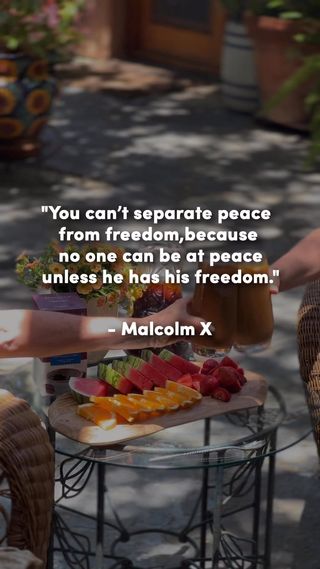 "You can’t separate peace
from freedom,because
no one can be at peace
unless he has his freedom."
- Malcolm X